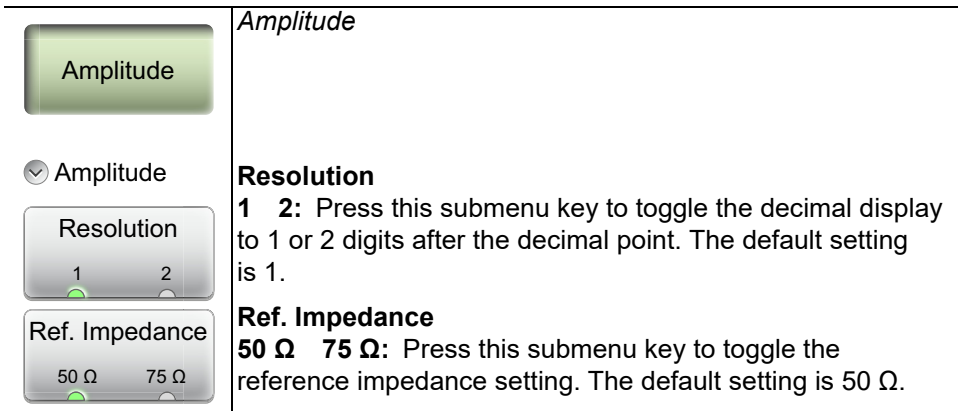 Amplitude
Amplitude
Amplitude
Resolution
1 2
Ref. Impedance
50 Ω 75 Ω
Resolution
1 2: Press this submenu key to toggle the decimal display
to 1 or 2 digits after the decimal point. The default setting
is 1.
Ref. Impedance
50 Ω 75 Ω: Press this submenu key to toggle the
reference impedance setting. The default setting is 50 Ω.